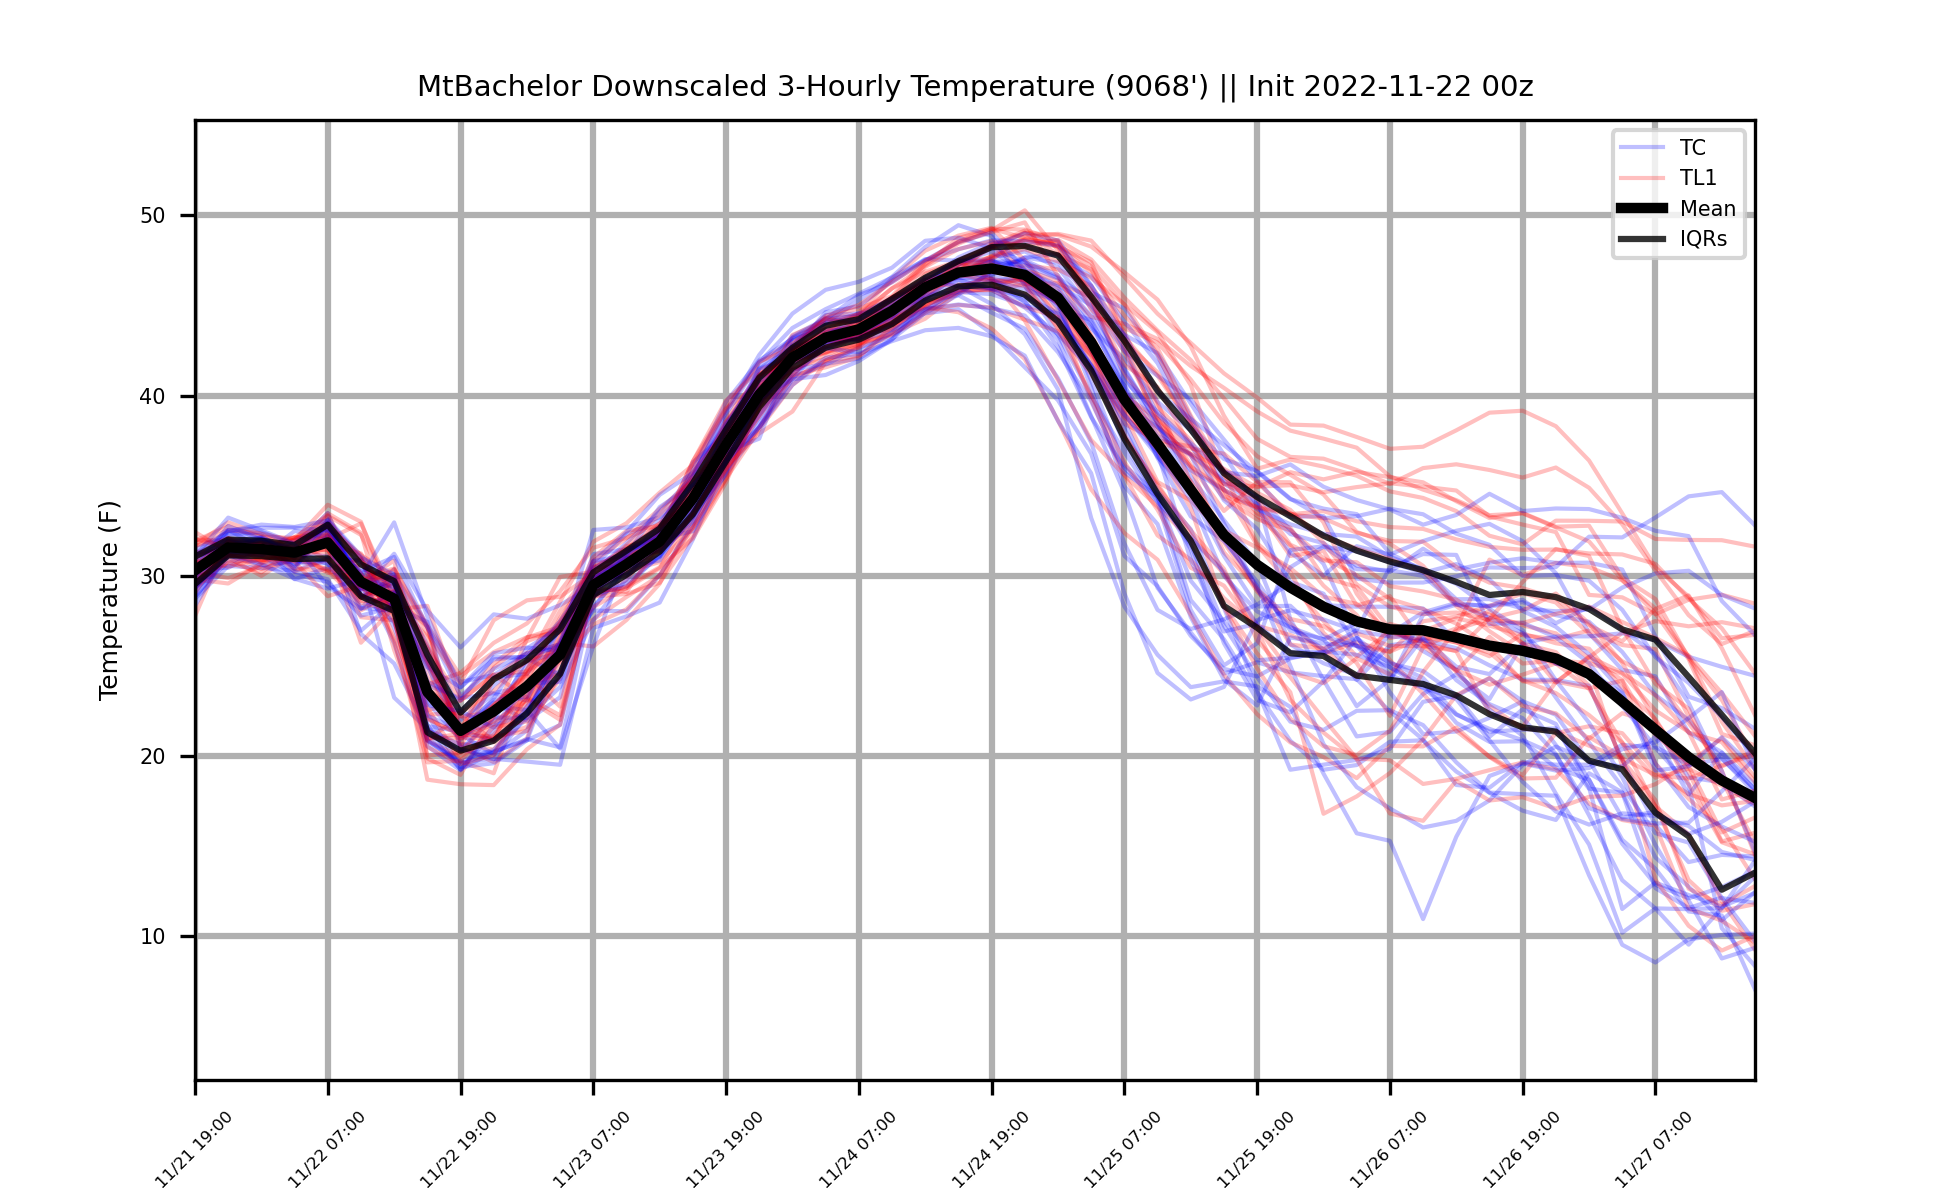 MtBachelor Downscaled 3-Hourly Temperature (9068') || Init 2022-11-22 00z
TC
TL1
Mean
IQRs
Temperature (F)
50
40
30
20
10
11/21 19:00
11/22 07:00
11/22 19:00
11/23 07:00
11/23 19:00
11/24 07:00
11/24 19:00
11/25 07:00
11/25 19:00
11/26 07:00
11/26 19:00
11/27 07:00